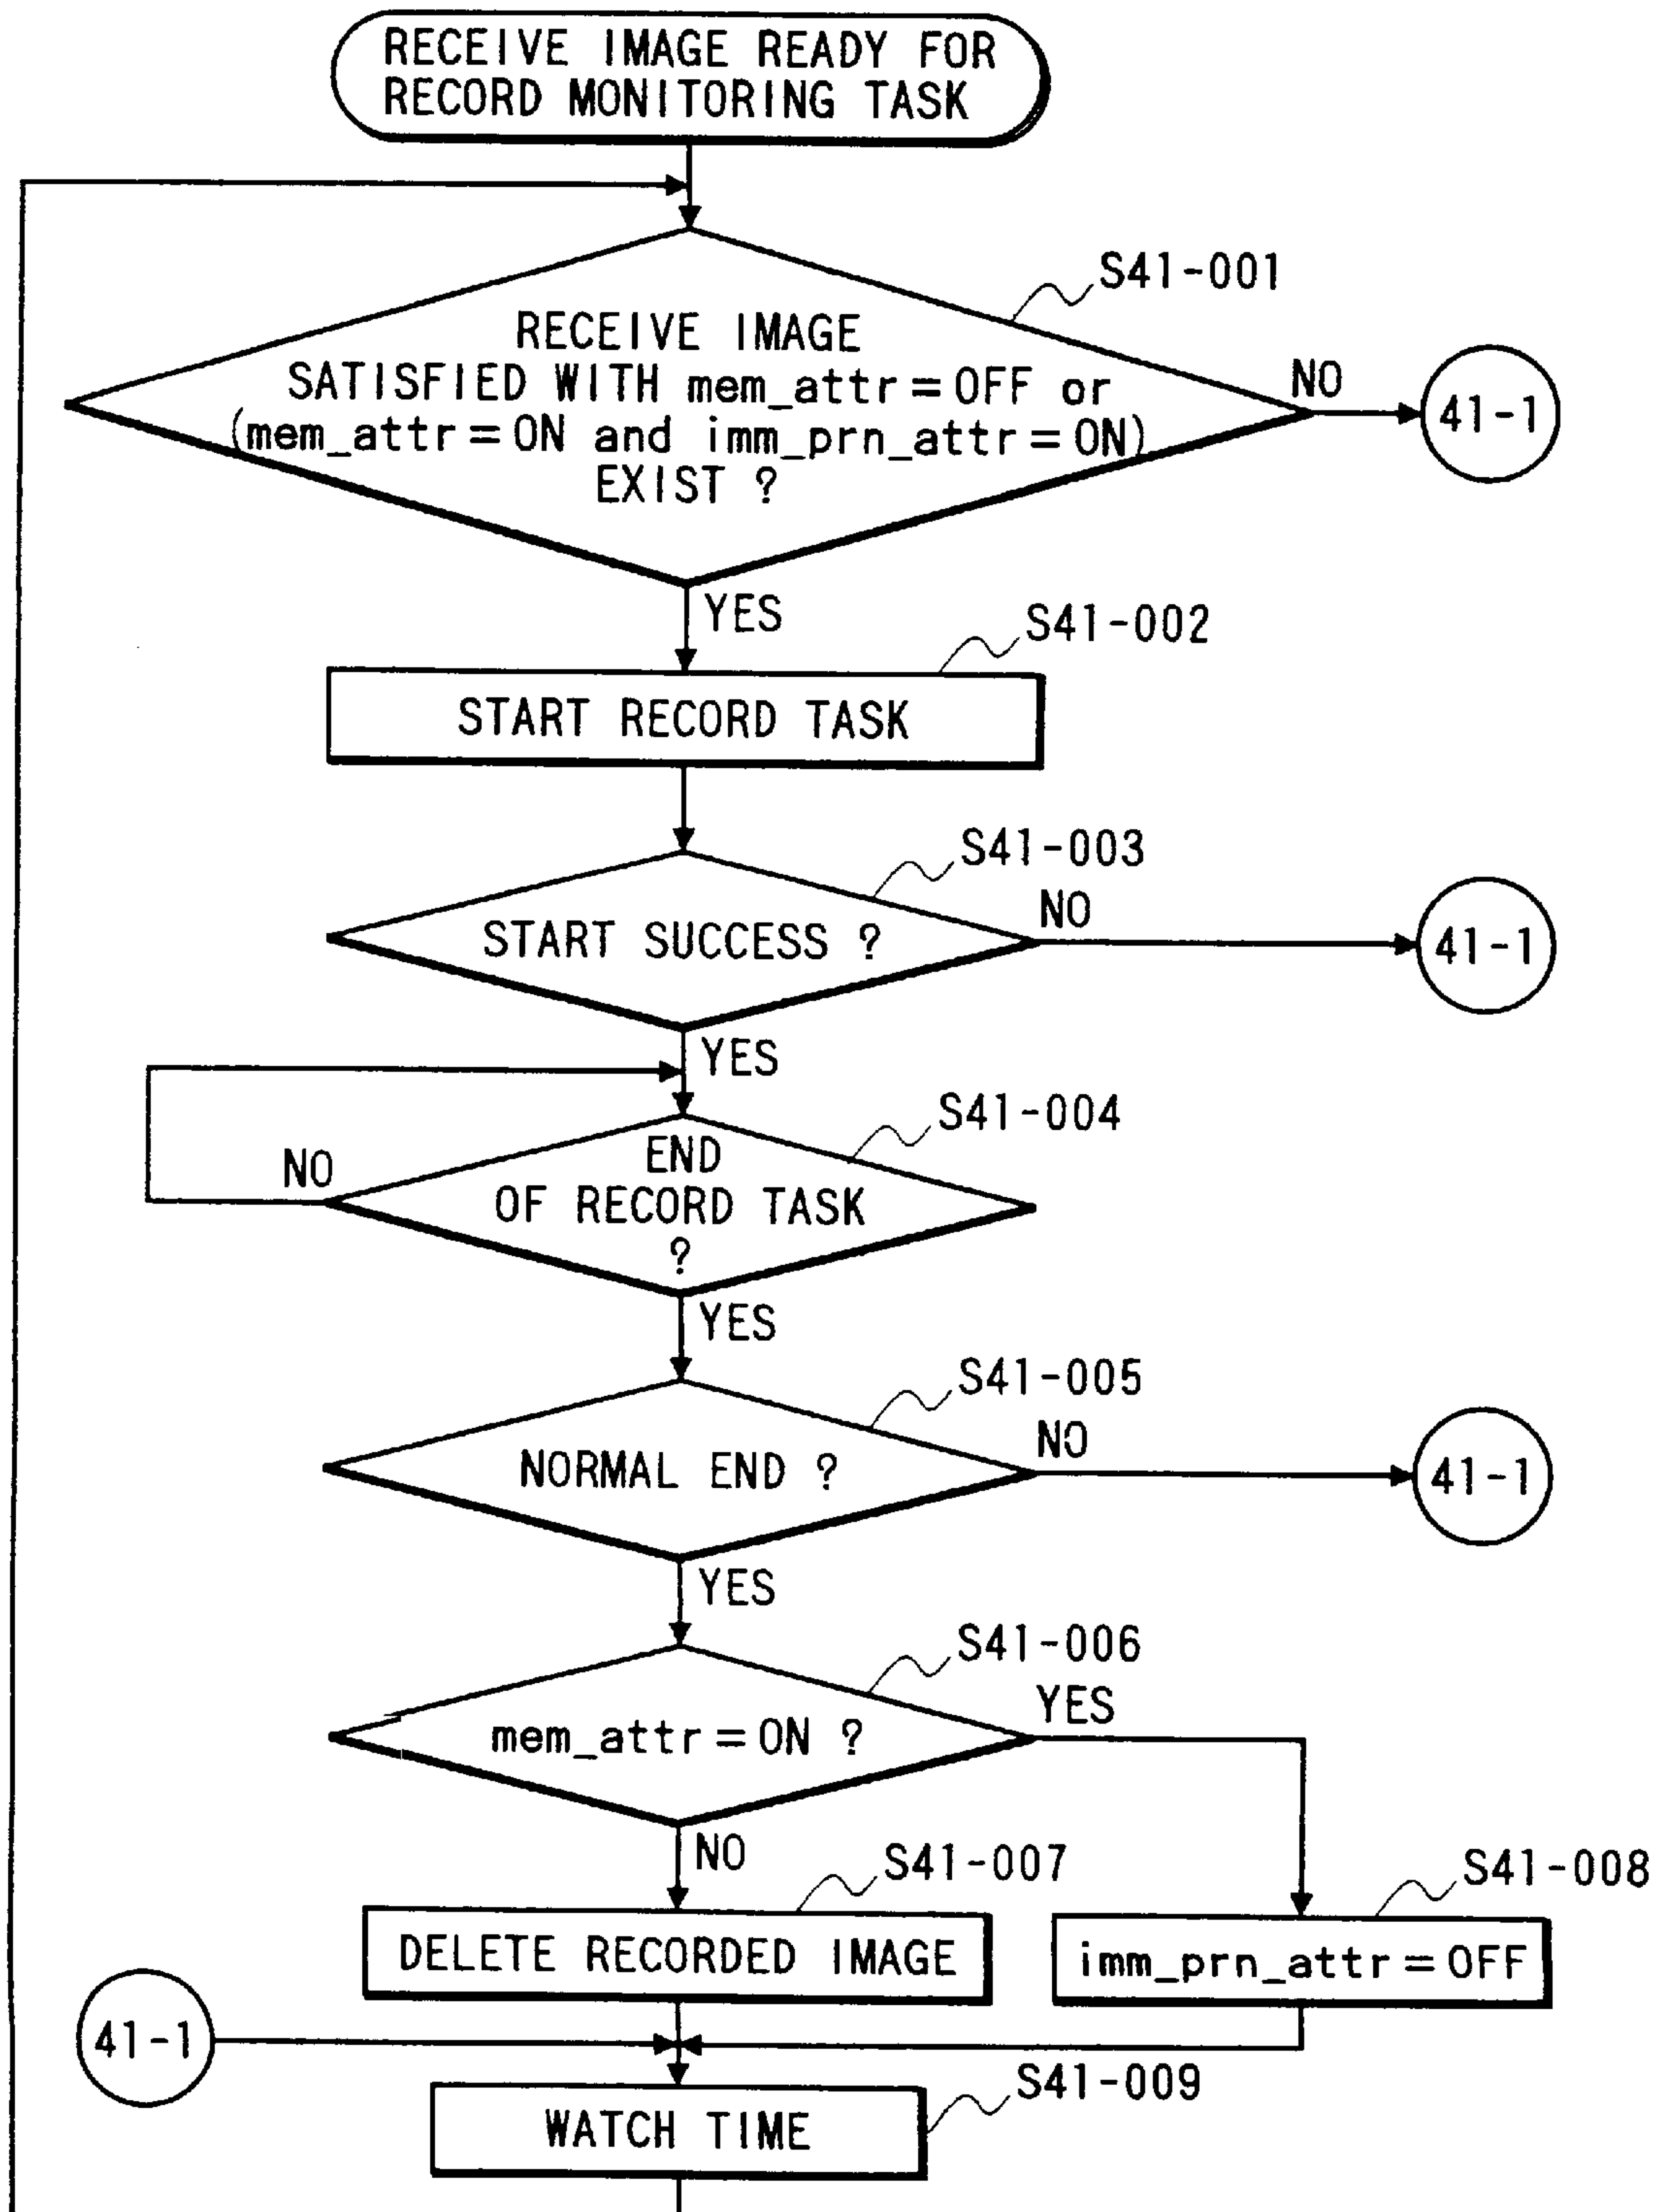 RECEIVE IMAGE READY FOR
RECORD MONITORING TASK
S41-001
RECEIVE IMAGE
SATISFIED WITH mem_attr=OFF or
(mem_attr=ON and imm_prn_attr=ON)
EXIST ?
NO
41-1
YES
S41-002
START RECORD TASK
S41-003
START SUCCESS ?
NO
41-1
YES
S41-004
END
OF RECORD TASK
?
NO
YES
S41-005
NORMAL END ?
NO
41-1
YES
S41-006
mem_attr=ON ?
YES
NO
S41-007
DELETE RECORDED IMAGE
S41-008
imm_prn_attr=OFF
41-1
S41-009
WATCH TIME